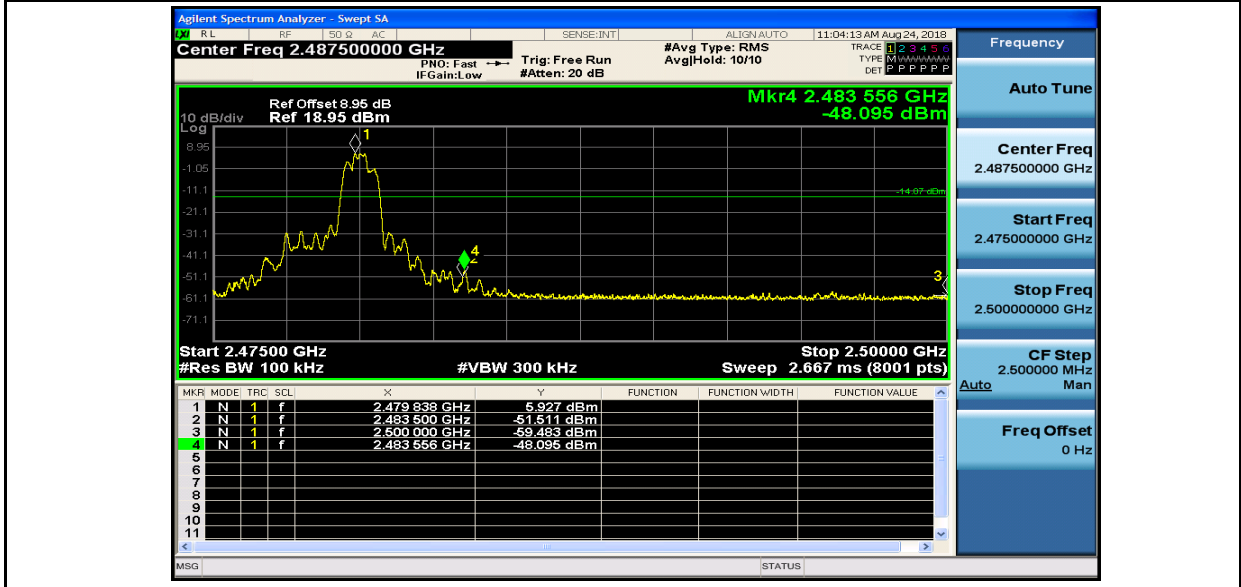 Agilent Spectrum Analyzer - Swept SA
LXI RL RF 50 Ω AC SENSE:INT ALIGN AUTO 11:04:13 AM Aug 24, 2018
Center Freq 2.487500000 GHz
PNO: Fast
IFGain:Low
Trig: Free Run
#Atten: 20 dB
#Avg Type: RMS
Avg|Hold: 10/10
TRACE 1 2 3 4 5 6
TYPE M W W W W W
DET P P P P P P
Mkr4 2.483 556 GHz
-48.095 dBm
Ref Offset 8.95 dB
10 dB/div Ref 18.95 dBm
Log
8.95
-1.05
-11.1
-21.1
-31.1
-41.1
-51.1
-61.1
-71.1
1
-14.07 dBm
4
2
3
Start 2.47500 GHz Stop 2.50000 GHz
#Res BW 100 kHz #VBW 300 kHz Sweep 2.667 ms (8001 pts)
MKR MODE TRC SCL X Y FUNCTION FUNCTION WIDTH FUNCTION VALUE
1 N 1 f 2.479 838 GHz 5.927 dBm
2 N 1 f 2.483 500 GHz -51.511 dBm
3 N 1 f 2.500 000 GHz -59.483 dBm
4 N 1 f 2.483 556 GHz -48.095 dBm
5
6
7
8
9
10
11
MSG STATUS
Frequency
Auto Tune
Center Freq
2.487500000 GHz
Start Freq
2.475000000 GHz
Stop Freq
2.500000000 GHz
CF Step
2.500000 MHz
Auto Man
Freq Offset
0 Hz